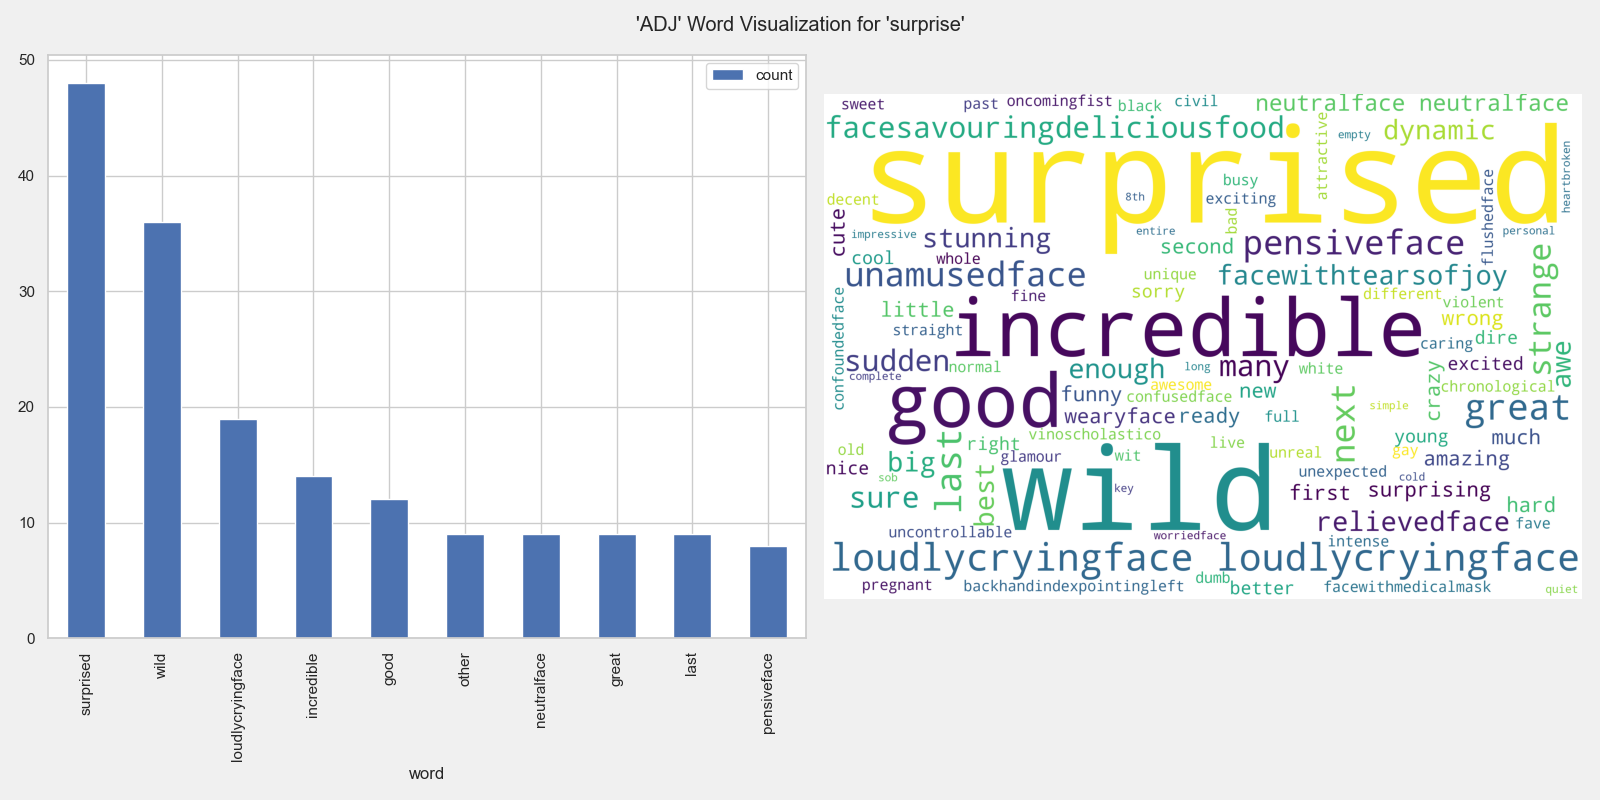 'ADJ' Word Visualization for 'surprise'
50
40
30
20
10
0
count
surprised
wild
loudlycryingface
incredible
good
other
neutralface
great
last
pensiveface
word
sweet
past
oncomingfist
black
civil
neutralface neutralface
facesavouringdeliciousfood
attractive
empty
dynamic
surprised
heartbroken
decent
busy
8th
exciting
flushedface
cute
impressive
stunning
entire
bad
personal
second
pensiveface
cool
whole
unamusedface
unique
facewithtearsofjoy
strange
confoundedface
fine
sorry
different
violent
little
incredible
wrong
straight
caring
dire
awe
sudden
normal
enough
long
many
white
crazy
excited
complete
good
funny
awesome
confusedface
new
next
simple
chronological
wearyface
ready
full
great
last
right
vinoscholastico
live
young
much
old
big
glamour
wit
unreal
gay
amazing
nice
sob
best
wild
key
unexpected
cold
sure
first
surprising
hard
uncontrollable
worriedface
relievedface
fave
intense
loudlycryingface loudlycryingface
pregnant
backhandindexpointingleft
dumb
better
facewithmedicalmask
quiet